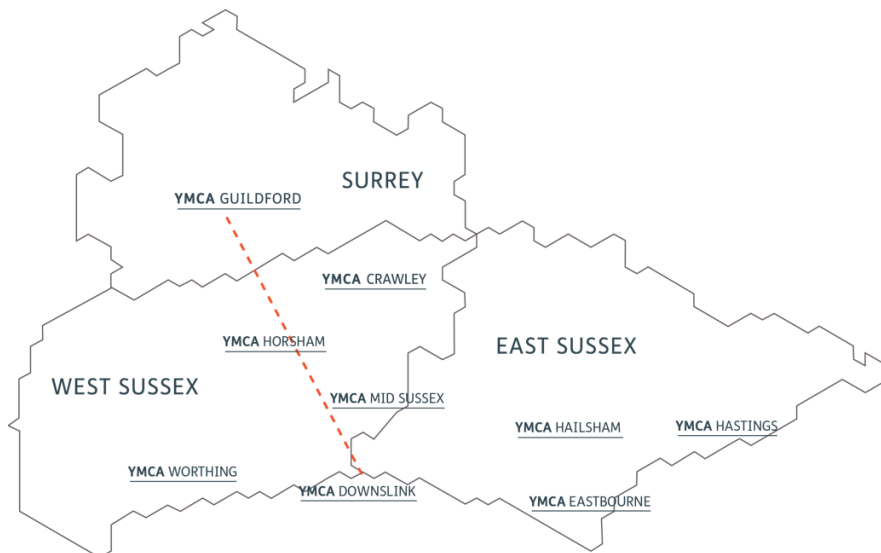 SURREY
YMCA GUILDFORD
YMCA CRAWLEY
YMCA HORSHAM
EAST SUSSEX
WEST SUSSEX
YMCA MID SUSSEX
YMCA HAILSHAM
YMCA HASTINGS
YMCA WORTHING
YMCA DOWNSLINK
YMCA EASTBOURNE